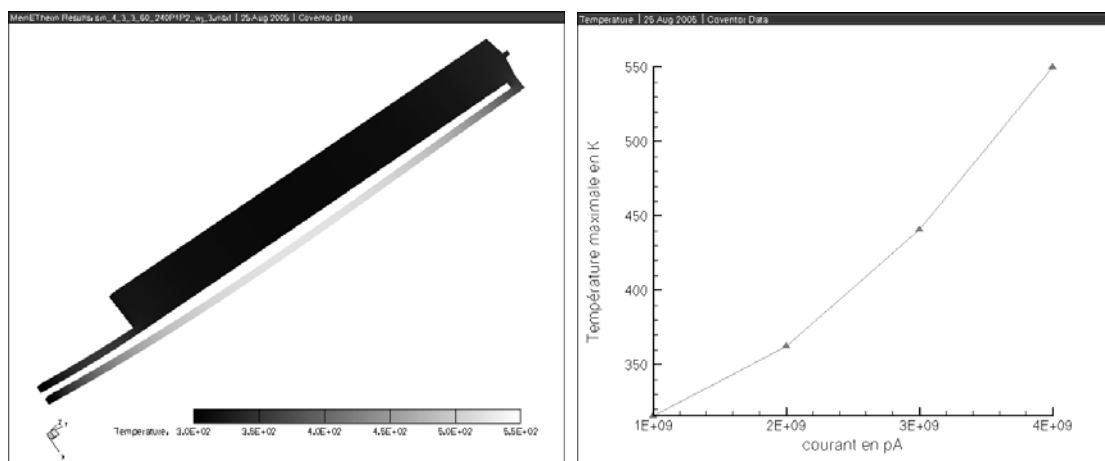 MemETherm Results: sm_4_3_3_60_240P1P2_w_3umbif | 25 Aug 2005 | Coventor Data
Temperature: 3.0E+02 3.5E+02 4.0E+02 4.5E+02 5.0E+02 5.5E+02
Temperature | 25 Aug 2005 | Coventor Data
Température maximale en K
550
500
450
400
350
1E+09 2E+09 3E+09 4E+09
courant en pA